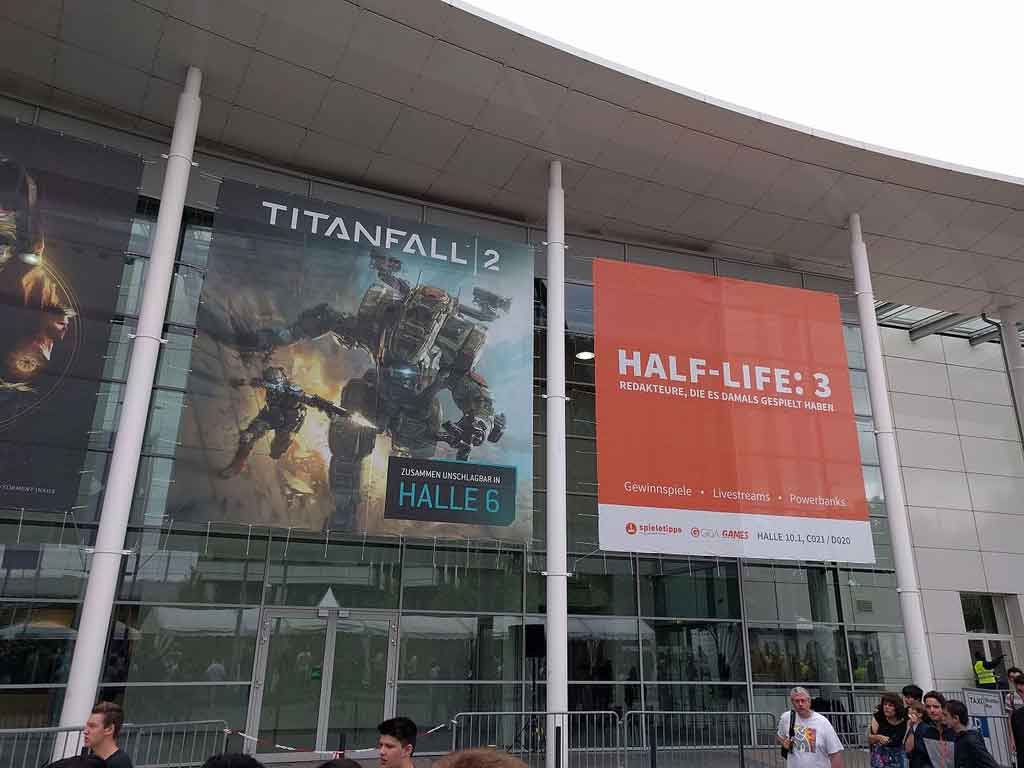 TITANFALL | 2
ZUSAMMEN UNSCHLAGBAR IN
HALLE 6
HALF-LIFE: 3
REDAKTEURE, DIE ES DAMALS GESPIELT HABEN
Gewinnspiele • Livestreams • Powerbanks
spieletipps GIGA GAMES HALLE 10.1, C021 / D020
TAXI